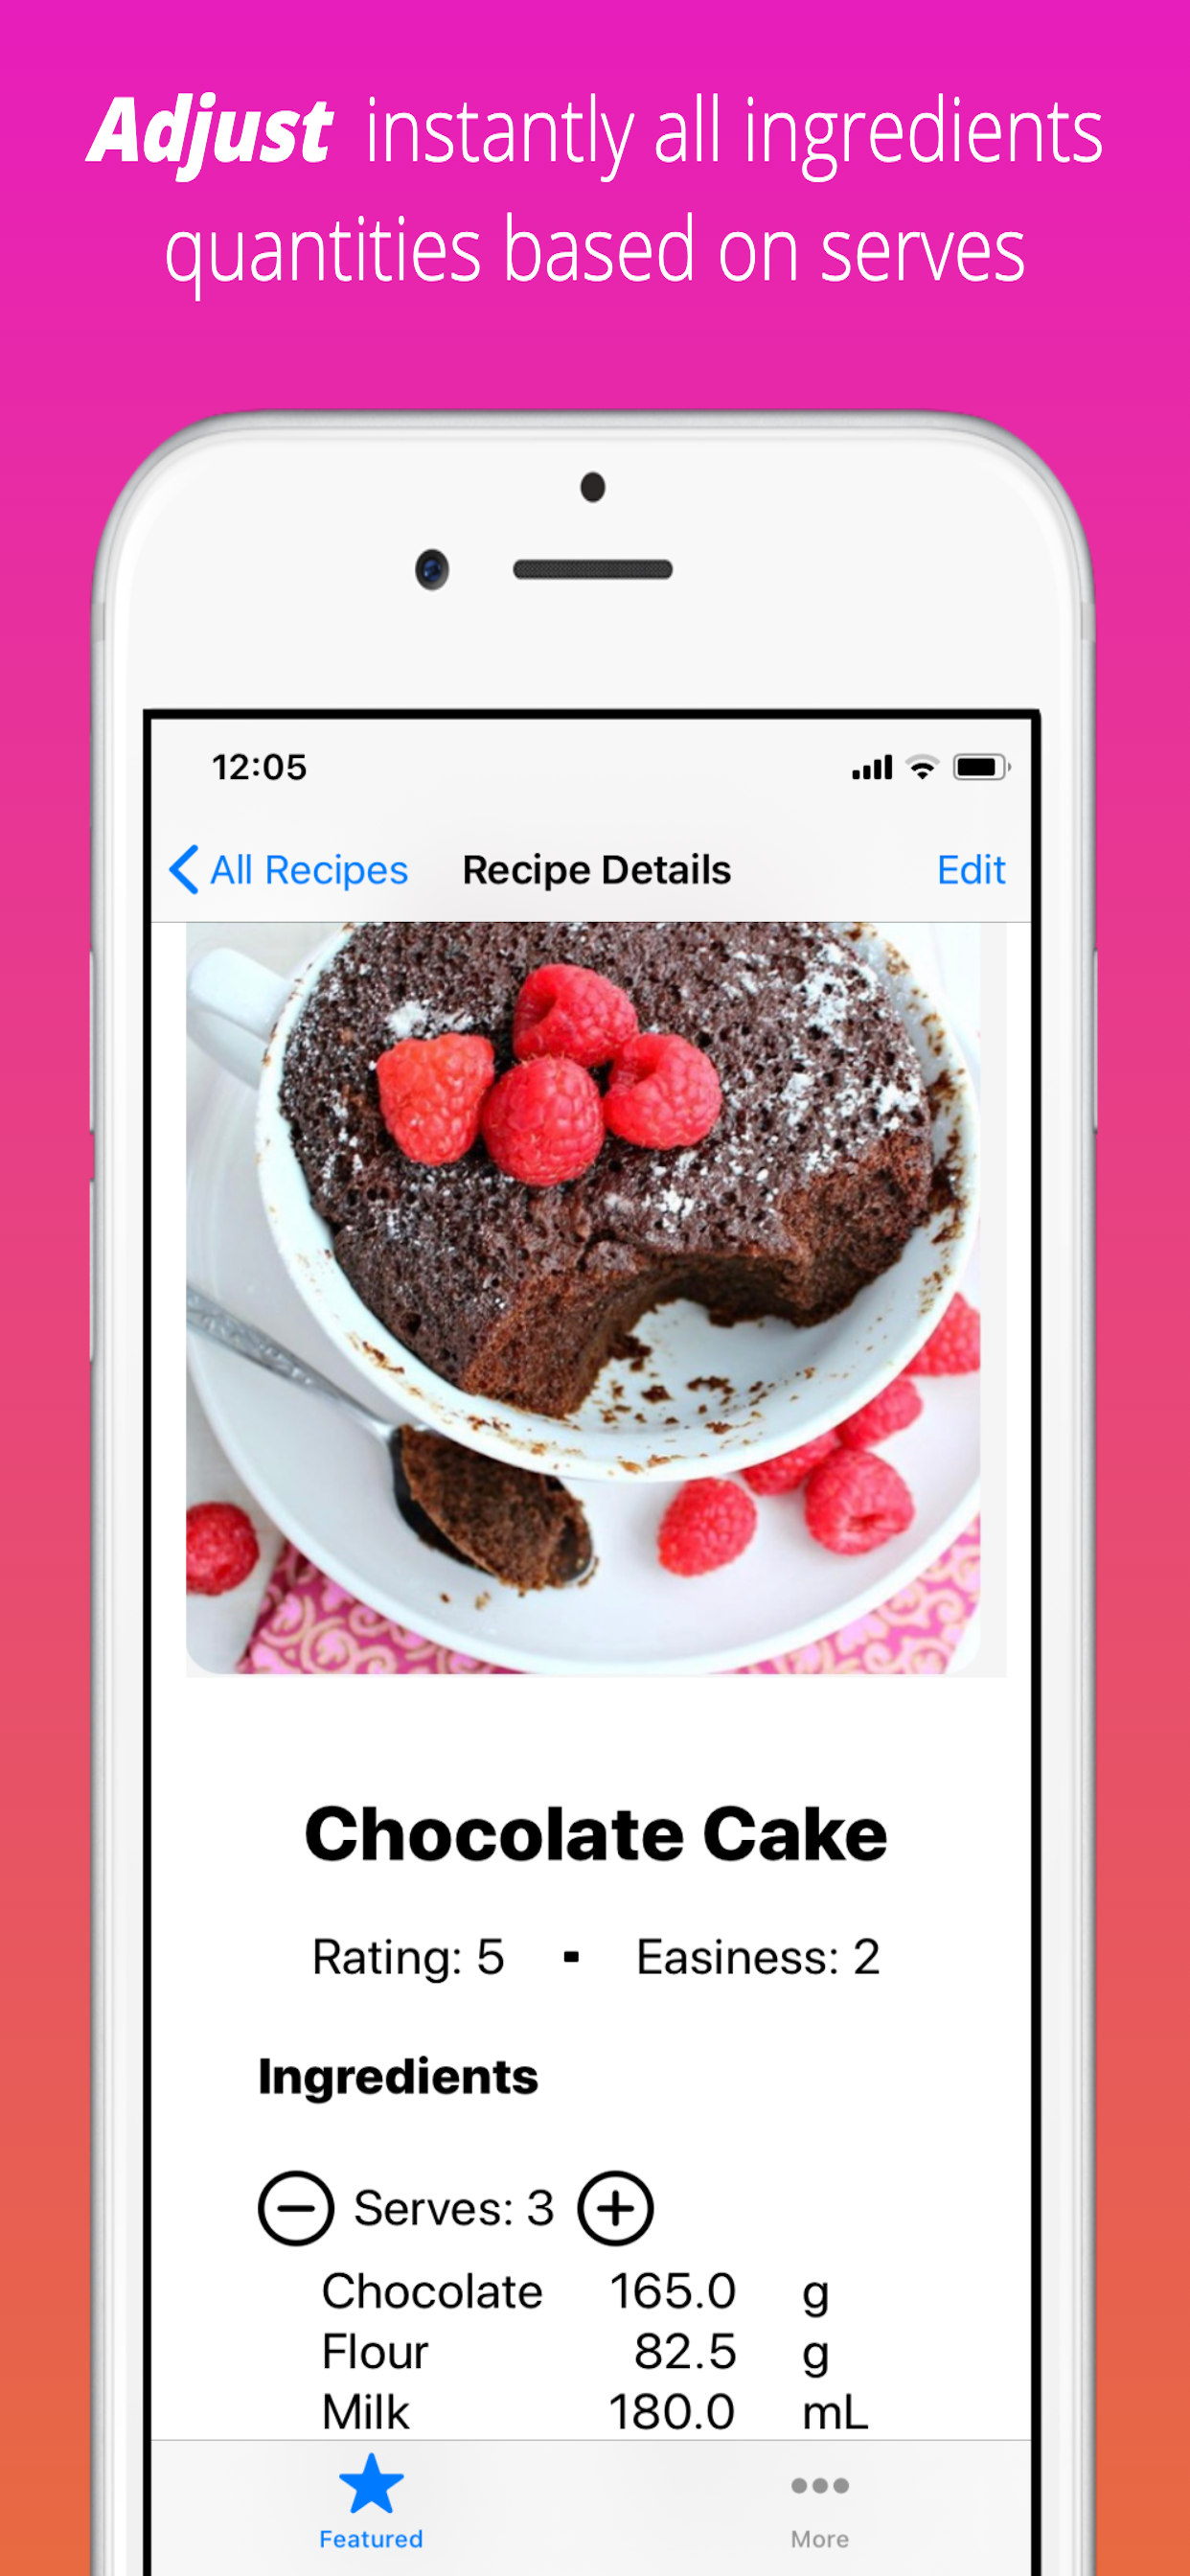 Adjust instantly all ingredients
quantities based on serves
12:05
All Recipes Recipe Details Edit
Chocolate Cake
Rating: 5 - Easiness: 2
Ingredients
Serves: 3
Chocolate 165.0 g
Flour 82.5 g
Milk 180.0 mL
Featured More